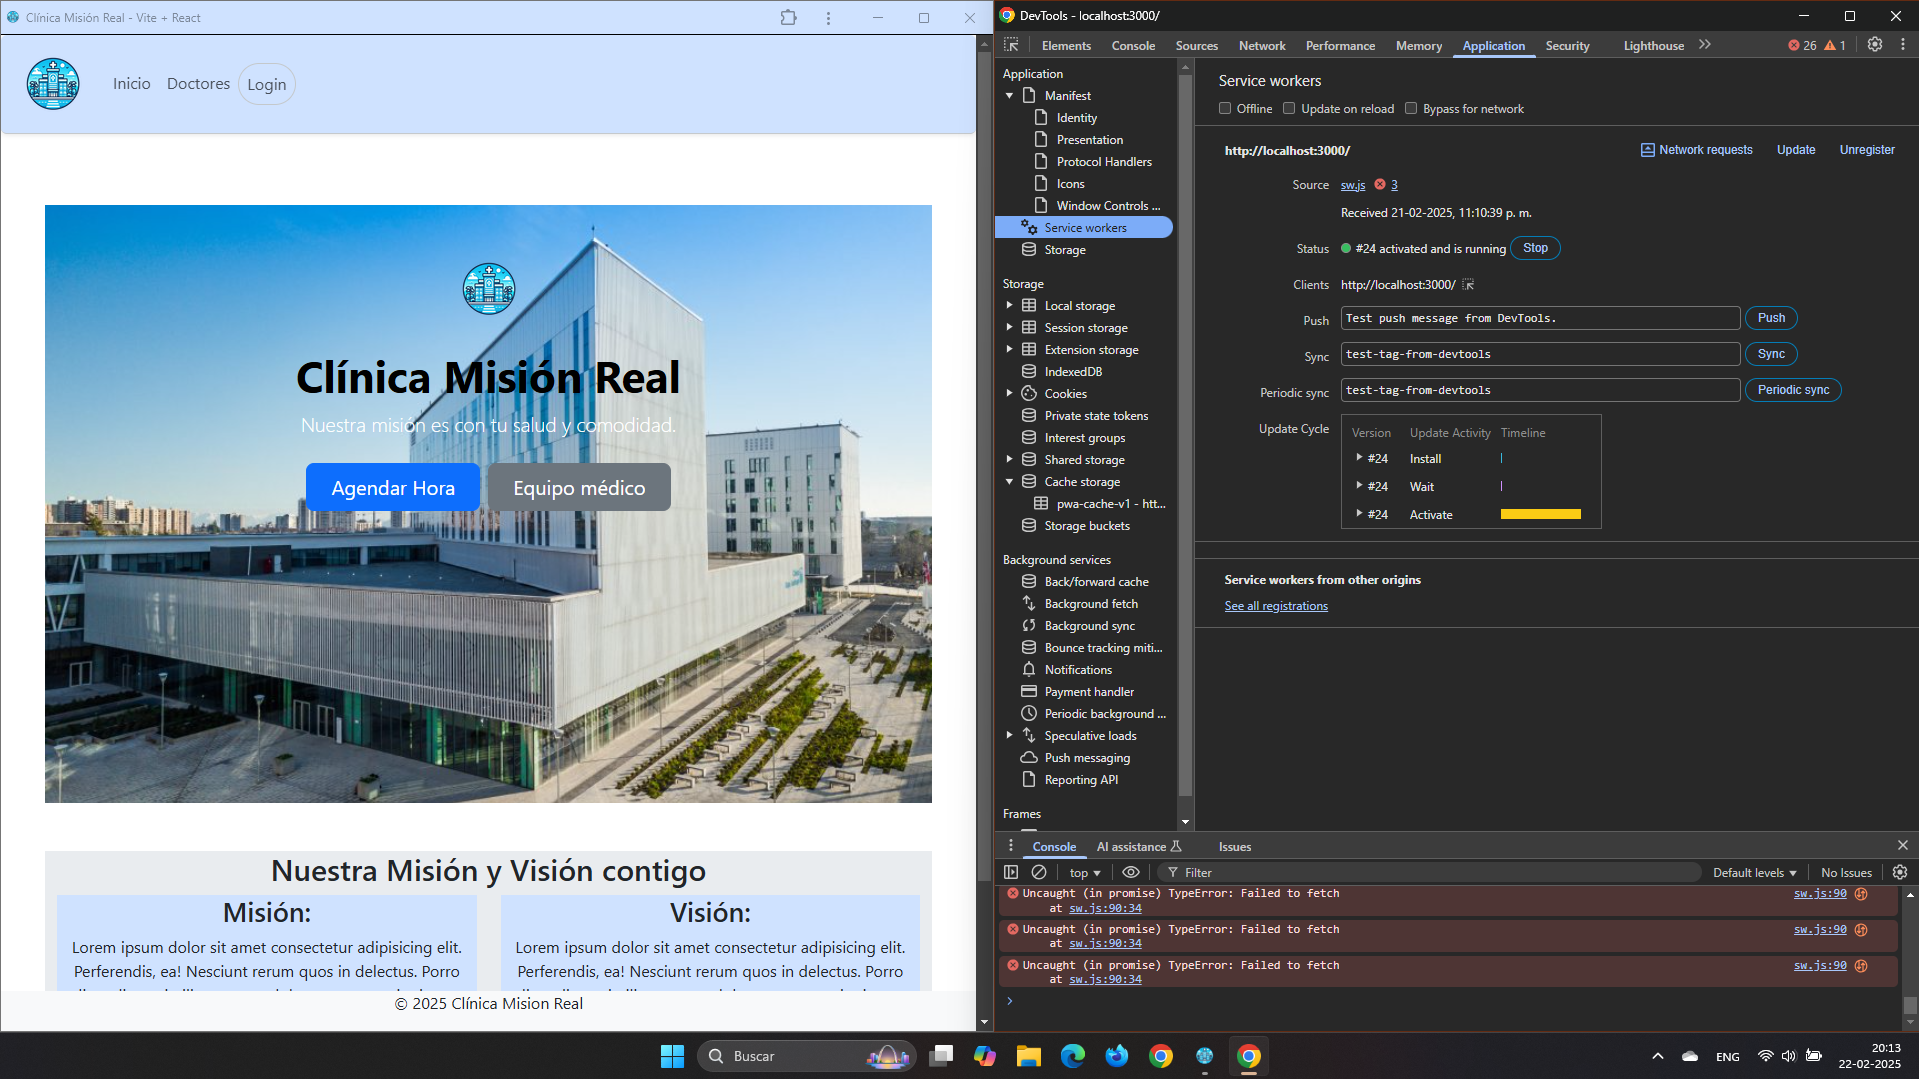 Clínica Misión Real - Vite + React
Inicio
Doctores
Login
Clínica Misión Real
Nuestra misión es con tu salud y comodidad.
Agendar Hora
Equipo médico
Nuestra Misión y Visión contigo
Misión:
Lorem ipsum dolor sit amet consectetur adipisicing elit.
Perferendis, ea! Nesciunt rerum quos in delectus. Porro
Visión:
Lorem ipsum dolor sit amet consectetur adipisicing elit.
Perferendis, ea! Nesciunt rerum quos in delectus. Porro
© 2025 Clínica Mision Real
DevTools - localhost:3000/
Elements
Console
Sources
Network
Performance
Memory
Application
Security
Lighthouse
26
1
Application
Manifest
Identity
Presentation
Protocol Handlers
Icons
Window Controls ...
Service workers
Storage
Storage
Local storage
Session storage
Extension storage
IndexedDB
Cookies
Private state tokens
Interest groups
Shared storage
Cache storage
pwa-cache-v1 - htt...
Storage buckets
Background services
Back/forward cache
Background fetch
Background sync
Bounce tracking miti...
Notifications
Payment handler
Periodic background ...
Speculative loads
Push messaging
Reporting API
Frames
Service workers
Offline
Update on reload
Bypass for network
http://localhost:3000/
Network requests
Update
Unregister
Source
sw.js
3
Received 21-02-2025, 11:10:39 p. m.
Status
#24 activated and is running
Stop
Clients
http://localhost:3000/
Push
Test push message from DevTools.
Push
Sync
test-tag-from-devtools
Sync
Periodic sync
test-tag-from-devtools
Periodic sync
Update Cycle
Version
Update Activity
Timeline
#24
Install
#24
Wait
#24
Activate
Service workers from other origins
See all registrations
Console
AI assistance
Issues
top
Filter
Default levels
No Issues
Uncaught (in promise) TypeError: Failed to fetch
sw.js:90
at sw.js:90:34
Uncaught (in promise) TypeError: Failed to fetch
sw.js:90
at sw.js:90:34
Uncaught (in promise) TypeError: Failed to fetch
sw.js:90
at sw.js:90:34
Buscar
ENG
20:13
22-02-2025